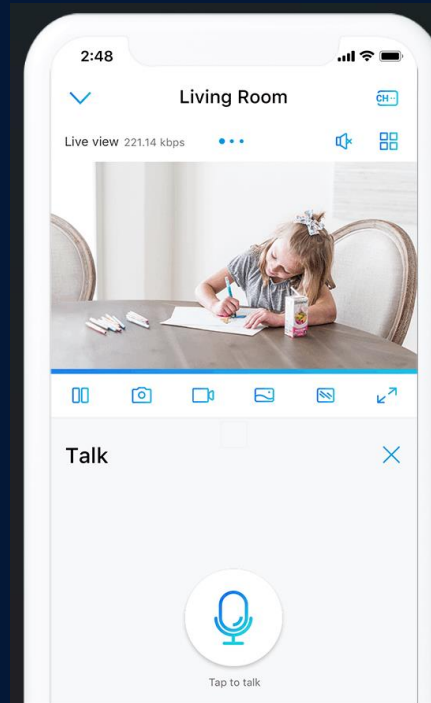 2:48
Living Room
CH
Live view 221.14 kbps
Talk
Tap to talk